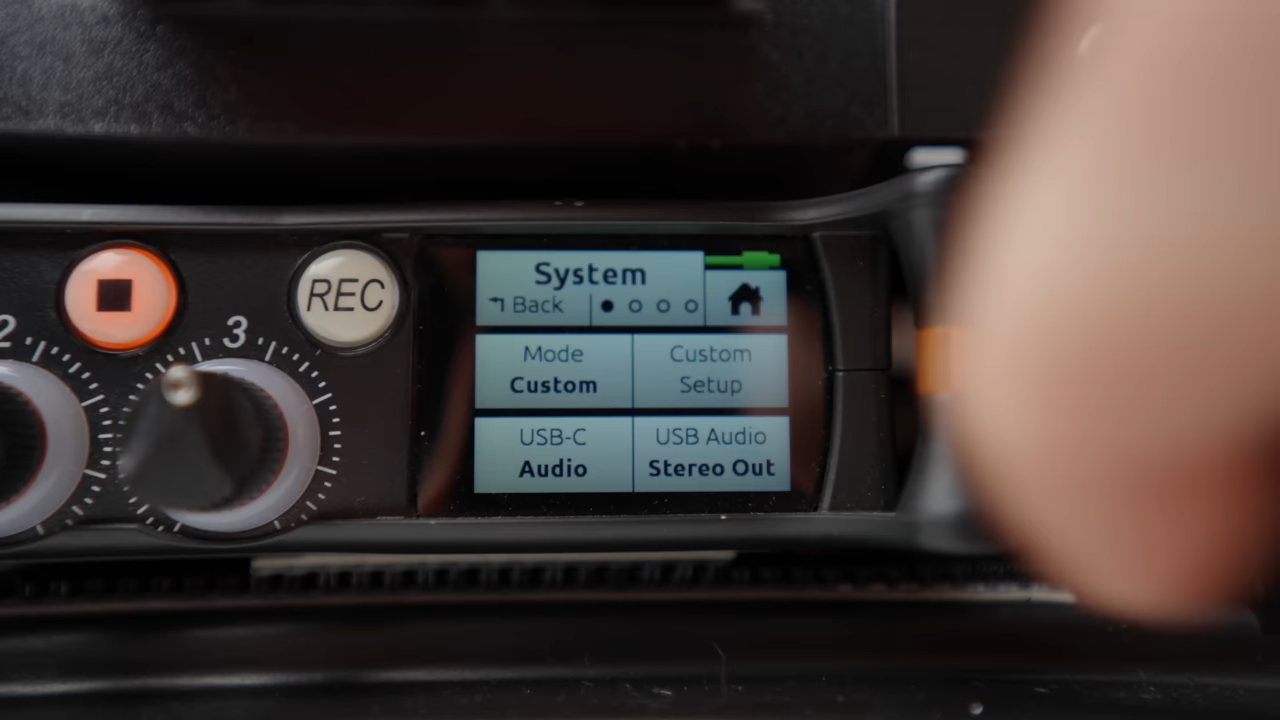 2
3
REC
System
Back
Mode
Custom
Custom
Setup
USB-C
Audio
USB Audio
Stereo Out